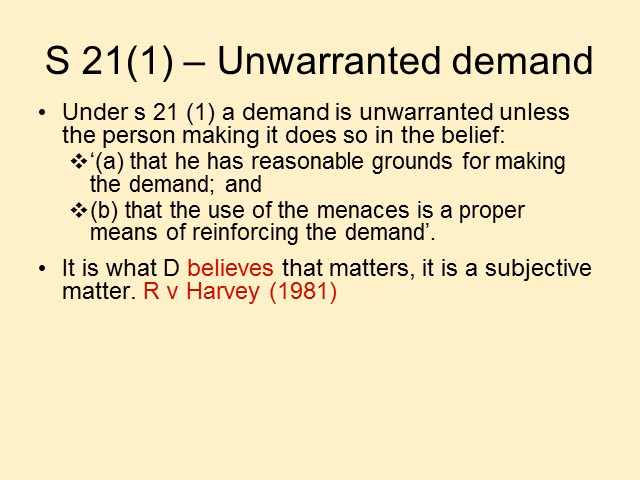 S 21(1) – Unwarranted demand
• Under s 21 (1) a demand is unwarranted unless
the person making it does so in the belief:
❖‘(a) that he has reasonable grounds for making
the demand; and
❖(b) that the use of the menaces is a proper
means of reinforcing the demand’.
• It is what D believes that matters, it is a subjective
matter. R v Harvey (1981)